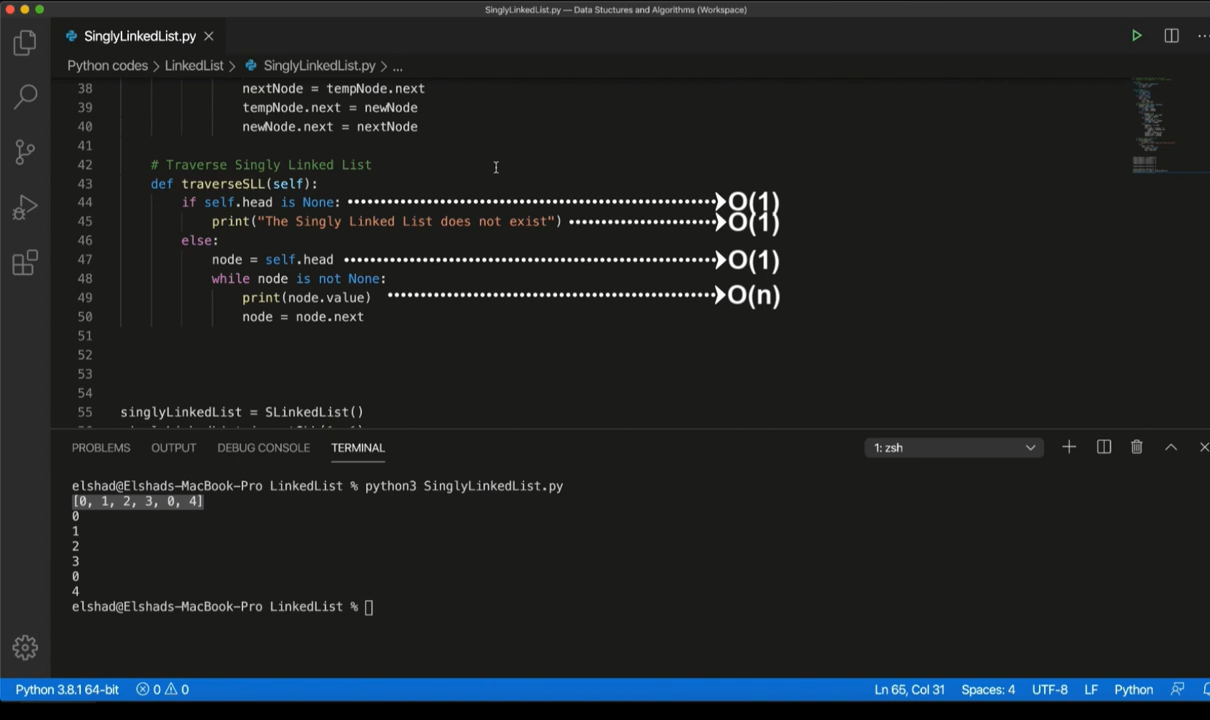 SinglyLinkedList.py — Data Stuctures and Algorithms (Workspace)
SinglyLinkedList.py
Python codes > LinkedList > SinglyLinkedList.py > ...
38 nextNode = tempNode.next
39 tempNode.next = newNode
40 newNode.next = nextNode
41
42 # Traverse Singly Linked List
43 def traverseSLL(self):
44 if self.head is None: O(1)
45 print("The Singly Linked List does not exist") O(1)
46 else:
47 node = self.head O(1)
48 while node is not None:
49 print(node.value) O(n)
50 node = node.next
51
52
53
54
55 singlyLinkedList = SLinkedList()
PROBLEMS OUTPUT DEBUG CONSOLE TERMINAL 1: zsh
elshad@Elshads-MacBook-Pro LinkedList % python3 SinglyLinkedList.py
[0, 1, 2, 3, 0, 4]
0
1
2
3
0
4
elshad@Elshads-MacBook-Pro LinkedList %
Python 3.8.1 64-bit 0 0 Ln 65, Col 31 Spaces: 4 UTF-8 LF Python